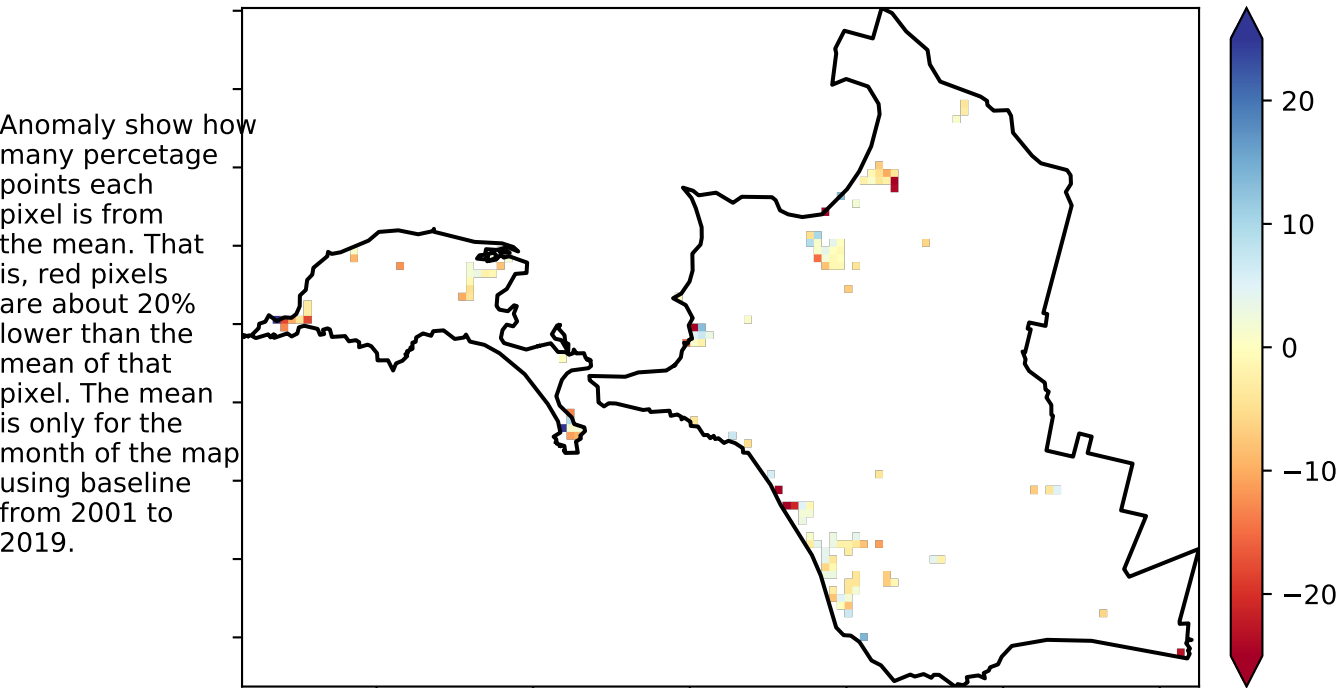 Anomaly show how
many percetage
points each
pixel is from
the mean. That
is, red pixels
are about 20%
lower than the
mean of that
pixel. The mean
is only for the
month of the map
using baseline
from 2001 to
2019.
20
10
0
−10
−20